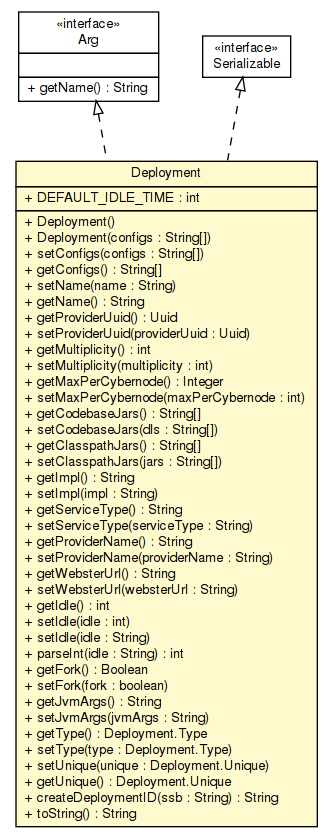 «interface»
Arg
+ getName() : String
«interface»
Serializable
Deployment
+ DEFAULT_IDLE_TIME : int
+ Deployment()
+ Deployment(configs : String[])
+ setConfigs(configs : String[])
+ getConfigs() : String[]
+ setName(name : String)
+ getName() : String
+ getProviderUuid() : Uuid
+ setProviderUuid(providerUuid : Uuid)
+ getMultiplicity() : int
+ setMultiplicity(multiplicity : int)
+ getMaxPerCybernode() : Integer
+ setMaxPerCybernode(maxPerCybernode : int)
+ getCodebaseJars() : String[]
+ setCodebaseJars(dls : String[])
+ getClasspathJars() : String[]
+ setClasspathJars(jars : String[])
+ getImpl() : String
+ setImpl(impl : String)
+ getServiceType() : String
+ setServiceType(serviceType : String)
+ getProviderName() : String
+ setProviderName(providerName : String)
+ getWebsterUrl() : String
+ setWebsterUrl(websterUrl : String)
+ getIdle() : int
+ setIdle(idle : int)
+ setIdle(idle : String)
+ parseInt(idle : String) : int
+ getFork() : Boolean
+ setFork(fork : boolean)
+ getJvmArgs() : String
+ setJvmArgs(jvmArgs : String)
+ getType() : Deployment.Type
+ setType(type : Deployment.Type)
+ setUnique(unique : Deployment.Unique)
+ getUnique() : Deployment.Unique
+ createDeploymentID(ssb : String) : String
+ toString() : String